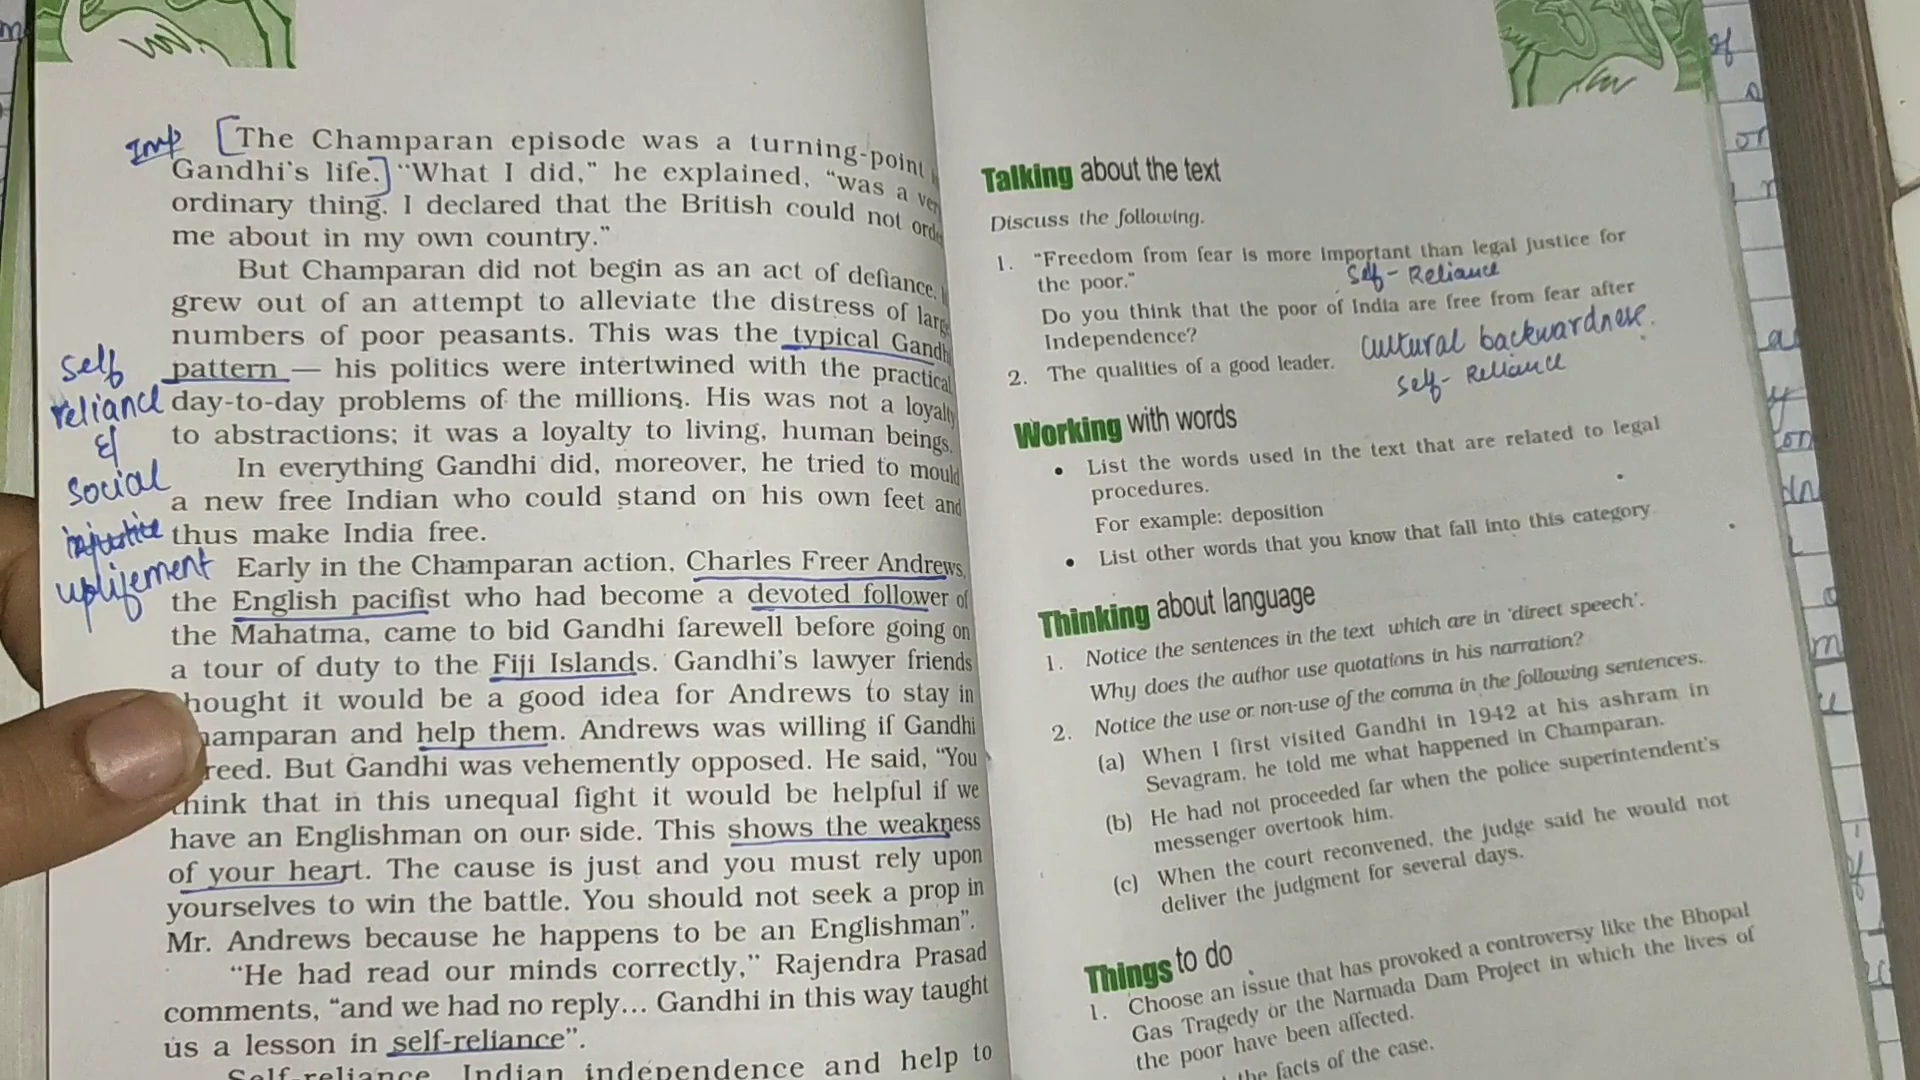 Imp
The Champaran episode was a turning-point
Gandhi's life. "What I did," he explained, "was a
ordinary thing. I declared that the British could not
me about in my own country."
But Champaran did not begin as an act of defiance.
grew out of an attempt to alleviate the distress of
numbers of poor peasants. This was the typical
pattern — his politics were intertwined with the practical
day-to-day problems of the millions. His was not a loyalty
to abstractions; it was a loyalty to living, human beings.
In everything Gandhi did, moreover, he tried to mould
a new free Indian who could stand on his own feet and
thus make India free.
Early in the Champaran action, Charles Freer Andrews,
the English pacifist who had become a devoted follower of
the Mahatma, came to bid Gandhi farewell before going on
a tour of duty to the Fiji Islands. Gandhi's lawyer friends
it would be a good idea for Andrews to stay in
and help them. Andrews was willing if Gandhi
But Gandhi was vehemently opposed. He said, "You
that in this unequal fight it would be helpful if we
have an Englishman on our side. This shows the weakness
of your heart. The cause is just and you must rely upon
yourselves to win the battle. You should not seek a prop in
Mr. Andrews because he happens to be an Englishman".
"He had read our minds correctly," Rajendra Prasad
comments, "and we had no reply... Gandhi in this way taught
us a lesson in self-reliance".
Self-reliance, Indian independence and help to
self
reliance
&
social
uplifement
Talking about the text
Discuss the following.
1. "Freedom from fear is more important than legal justice for
the poor."
Self-Reliance
Do you think that the poor of India are free from fear after
Independence?
cultural backwardness.
2. The qualities of a good leader.
Self-Reliance
Working with words
• List the words used in the text that are related to legal
procedures.
For example: deposition
• List other words that you know that fall into this category
Thinking about language
1. Notice the sentences in the text which are in 'direct speech'.
Why does the author use quotations in his narration?
2. Notice the use or non-use of the comma in the following sentences.
(a) When I first visited Gandhi in 1942 at his ashram in
Sevagram, he told me what happened in Champaran.
(b) He had not proceeded far when the police superintendent's
messenger overtook him.
(c) When the court reconvened, the judge said he would not
deliver the judgment for several days.
Things to do
1. Choose an issue that has provoked a controversy like the Bhopal
Gas Tragedy or the Narmada Dam Project in which the lives of
the poor have been affected.
the facts of the case.